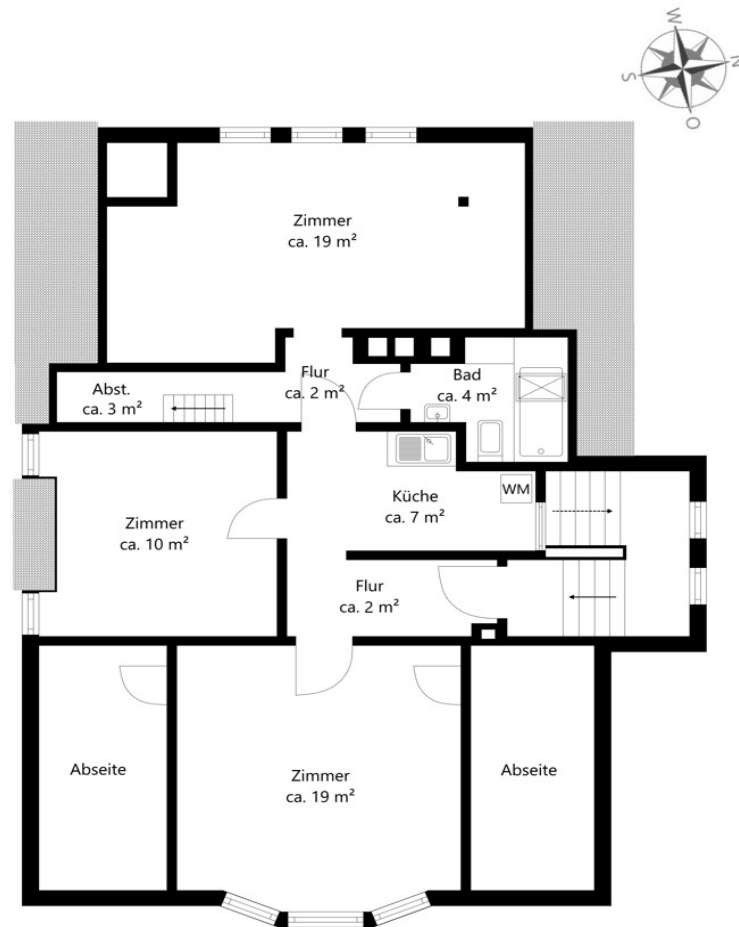 W
N
S
O
Zimmer
ca. 19 m²
Abst.
ca. 3 m²
Flur
ca. 2 m²
Bad
ca. 4 m²
Zimmer
ca. 10 m²
Küche
ca. 7 m²
WM
Flur
ca. 2 m²
Abseite
Zimmer
ca. 19 m²
Abseite